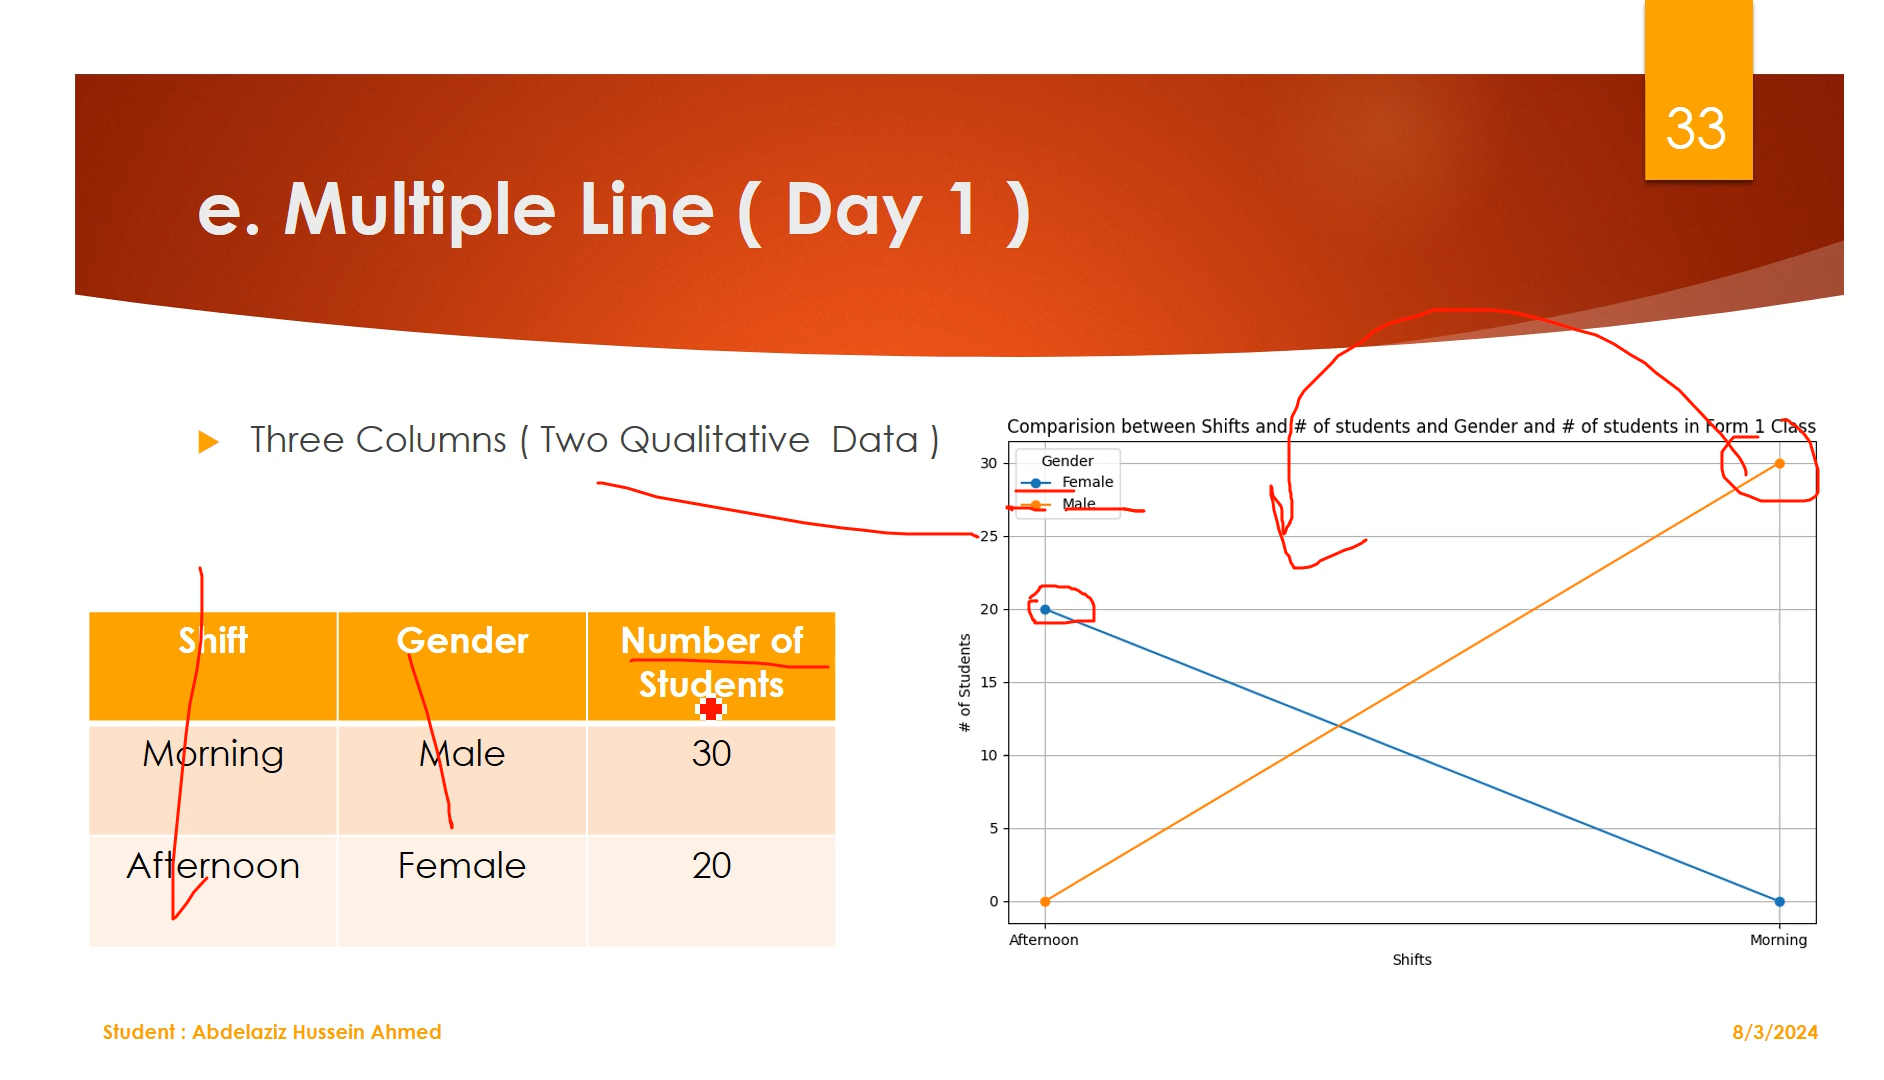 33
e. Multiple Line ( Day 1 )
Three Columns ( Two Qualitative Data )
Shift Gender Number of
Students
Morning Male 30
Afternoon Female 20
Comparision between Shifts and # of students and Gender and # of students in Form 1 Class
Gender
Female
Male
30
25
20
15
10
5
0
# of Students
Afternoon Morning
Shifts
Student : Abdelaziz Hussein Ahmed
8/3/2024